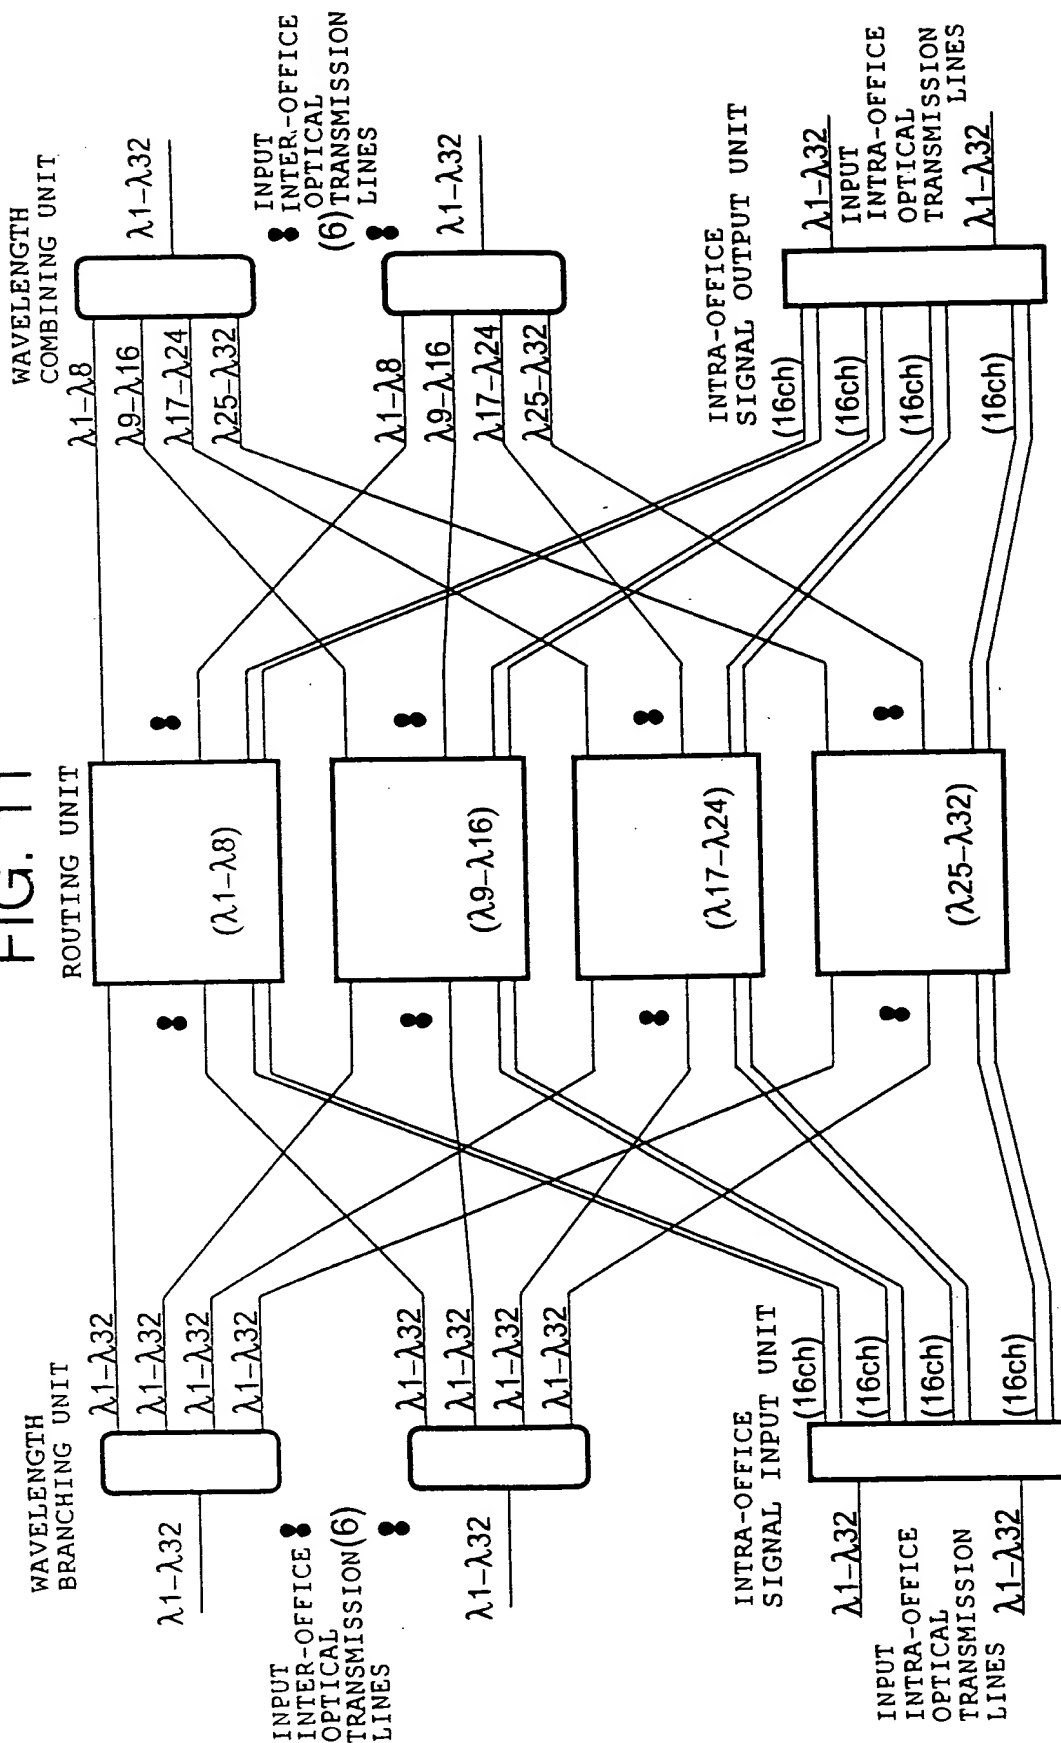 FIG. 11
WAVELENGTH
BRANCHING UNIT
λ1-λ32
λ1-λ32
λ1-λ32
λ1-λ32
λ1-λ32
INPUT
INTER-OFFICE
OPTICAL
TRANSMISSION(6)
LINES
λ1-λ32
λ1-λ32
λ1-λ32
λ1-λ32
λ1-λ32
INTRA-OFFICE
SIGNAL INPUT UNIT
λ1-λ32
INPUT
INTRA-OFFICE
OPTICAL
TRANSMISSION
LINES
λ1-λ32
(16ch)
(16ch)
(16ch)
(16ch)
ROUTING UNIT
(λ1-λ8)
(λ9-λ16)
(λ17-λ24)
(λ25-λ32)
WAVELENGTH
COMBINING UNIT
λ1-λ8
λ9-λ16
λ17-λ24
λ25-λ32
λ1-λ32
INPUT
INTER-OFFICE
OPTICAL
(6)TRANSMISSION
LINES
λ1-λ8
λ9-λ16
λ17-λ24
λ25-λ32
λ1-λ32
INTRA-OFFICE
SIGNAL OUTPUT UNIT
(16ch)
(16ch)
(16ch)
(16ch)
λ1-λ32
INPUT
INTRA-OFFICE
OPTICAL
TRANSMISSION
LINES
λ1-λ32